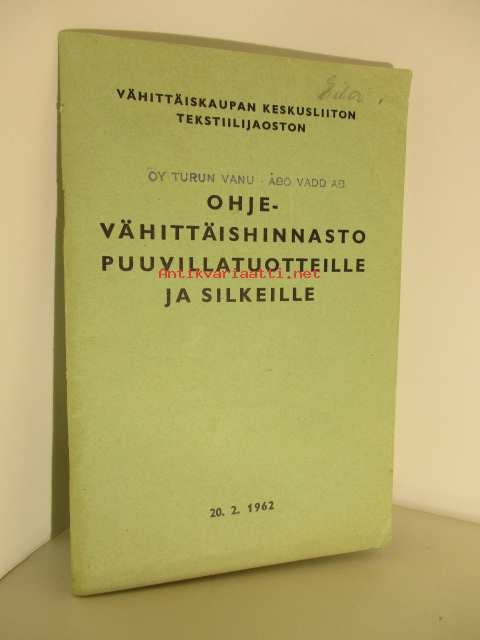 VÄHITTÄISKAUPAN KESKUSLIITON
TEKSTIILIJAOSTON
OY TURUN VANU - ÅBO VADD AB
OHJE-
VÄHITTÄISHINNASTO
PUUVILLATUOTTEILLE
Antikvariaatti.net
JA SILKEILLE
20. 2. 1962